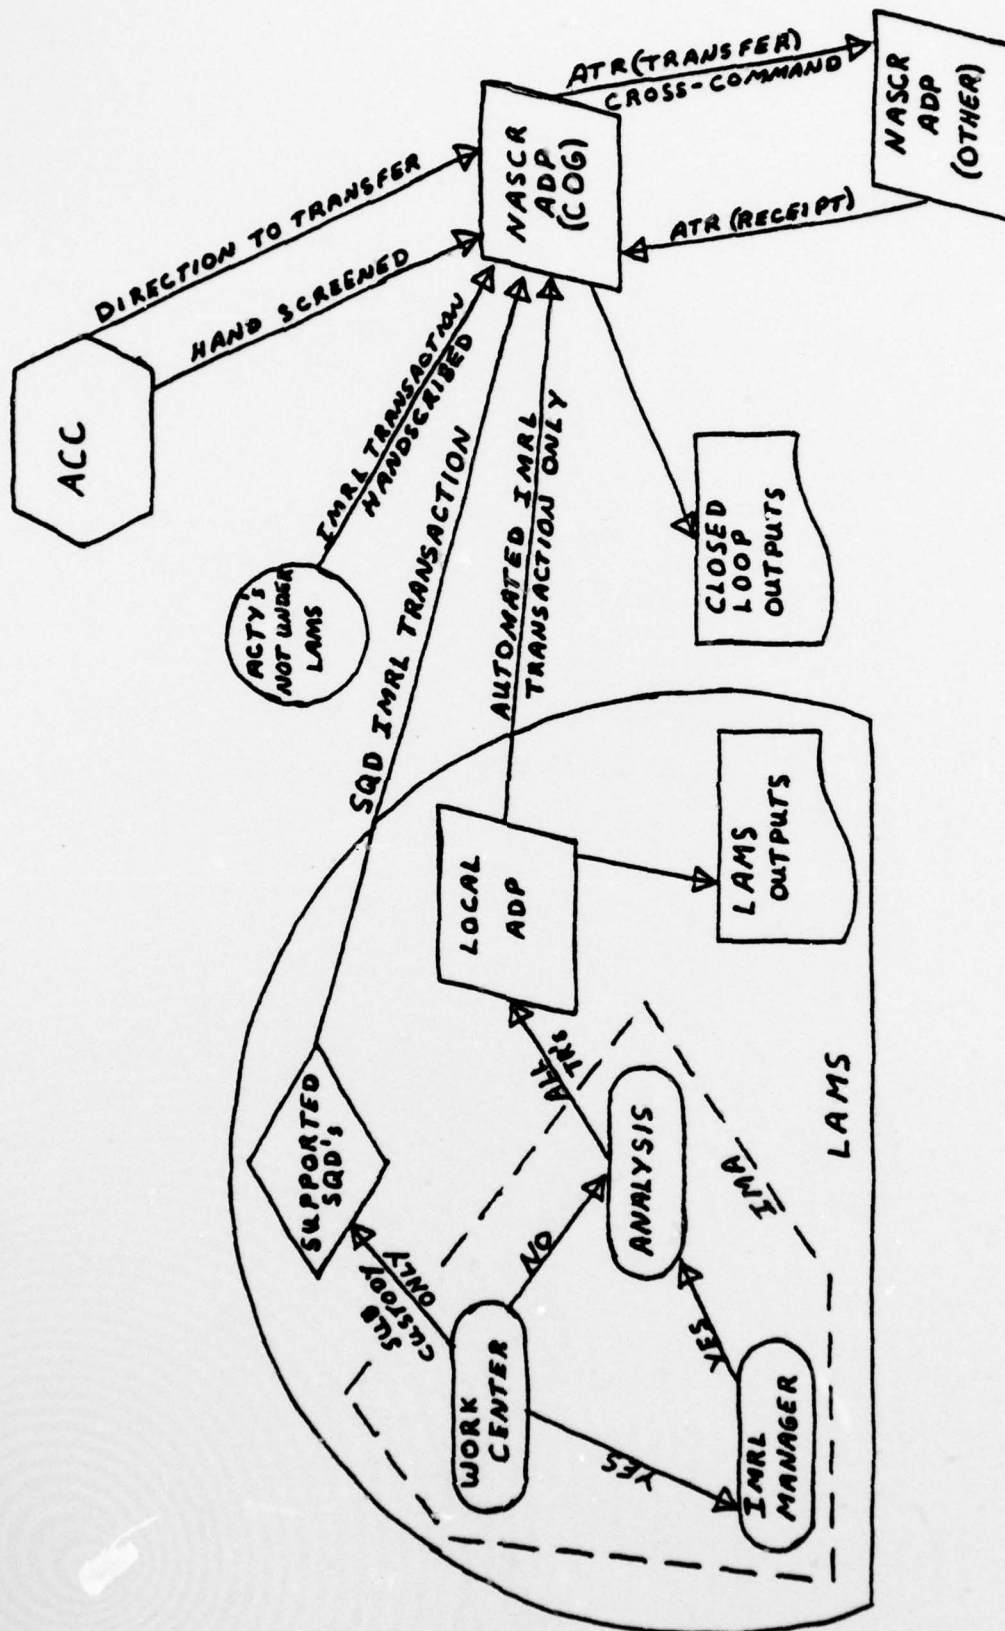 ACC
DIRECTION TO TRANSFER
HAND SCREENED
ACTY'S
NOT UNDER
LAMS
IMRL TRANSACTION
HANDSCRIBED
SQD IMRL TRANSACTION
AUTOMATED IMRL
TRANSACTION ONLY
NASCR
ADP
(COG)
ATR (TRANSFER)
CROSS-COMMAND
ATR (RECEIPT)
NASCR
ADP
(OTHER)
CLOSED
LOOP
OUTPUTS
SUPPORTED
SQD's
SUB
CUSTODY
ONLY
WORK
CENTER
NO
YES
IMRL
MANAGER
YES
ANALYSIS
ALL
TR's
LOCAL
ADP
LAMS
OUTPUTS
IMA
LAMS